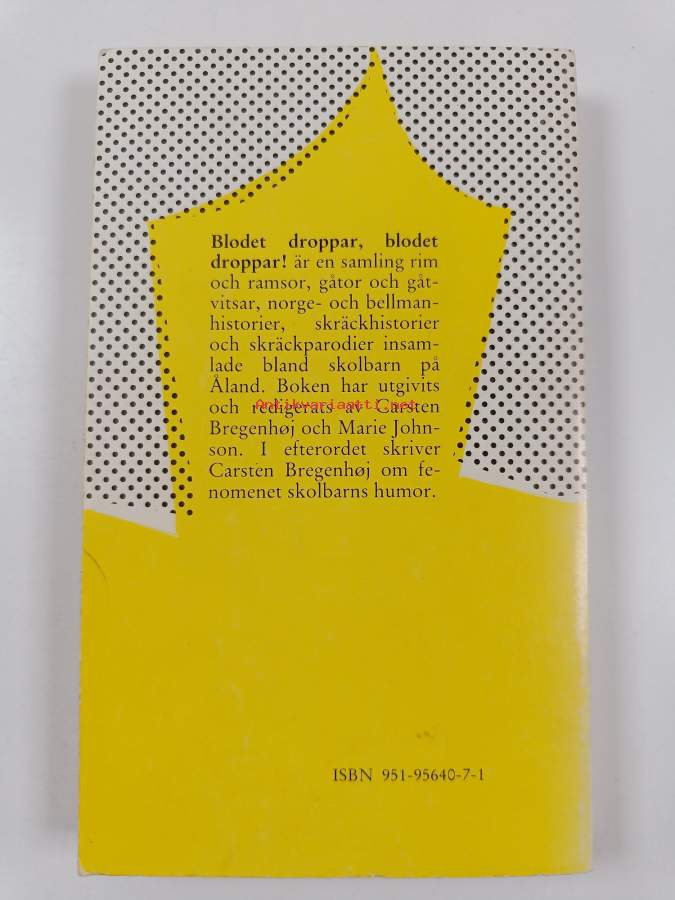 Blodet droppar, blodet
droppar! är en samling rim
och ramsor, gåtor och gåt-
vitsar, norge- och bellman-
historier, skräckhistorier
och skräckparodier insam-
lade bland skolbarn på
Åland. Boken har utgivits
Antikvariaatti.net
och redigerats av Carsten
Bregenhøj och Marie John-
son. I efterordet skriver
Carsten Bregenhøj om fe-
nomenet skolbarns humor.
ISBN 951-95640-7-1